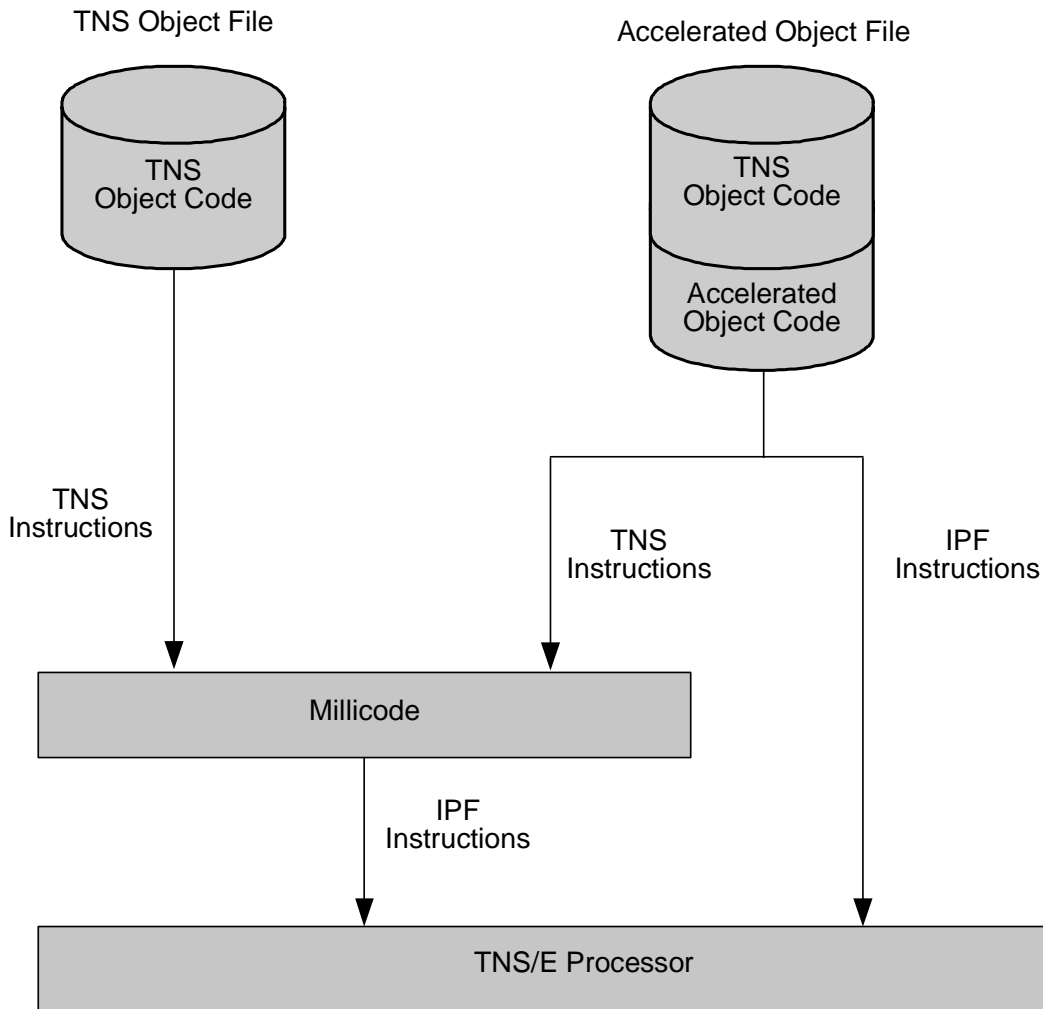 TNS Object File
Accelerated Object File
TNS
Object Code
TNS
Object Code
Accelerated
Object Code
TNS
Instructions
TNS
Instructions
IPF
Instructions
Millicode
IPF
Instructions
TNS/E Processor